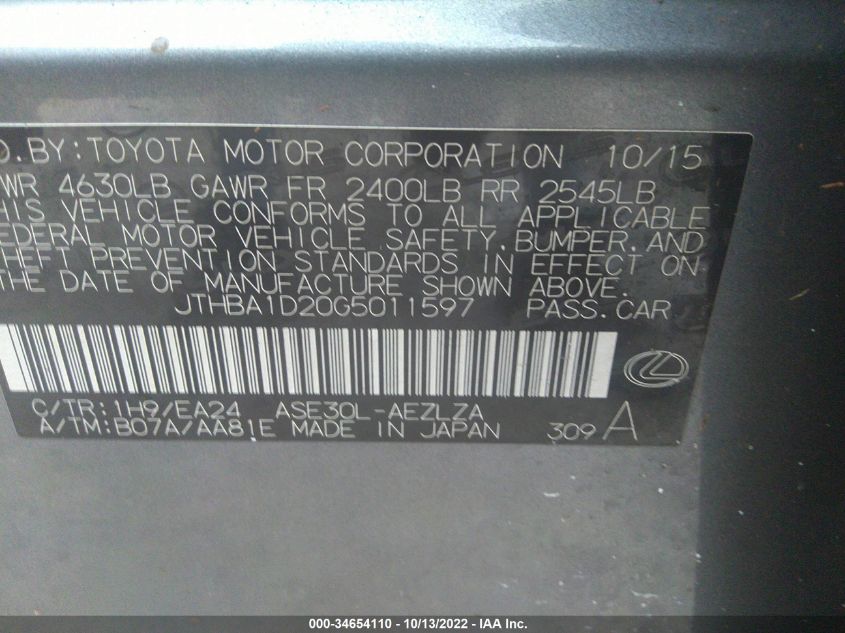 D.BY:TOYOTA MOTOR CORPORATION 10/15
WR 4630LB GAWR FR 2400LB RR 2545LB
HIS VEHICLE CONFORMS TO ALL APPLICABLE
EDERAL MOTOR VEHICLE SAFETY,BUMPER,AND
HEFT PREVENTION STANDARDS IN EFFECT ON
THE DATE OF MANUFACTURE SHOWN ABOVE.
JTHBA1D20G5011597 PASS.CAR
C/TR:1H9/EA24 ASE30L-AEZLZA
A/TM:B07A/AA81E MADE IN JAPAN 309 A
000-34654110 - 10/13/2022 - IAA Inc.